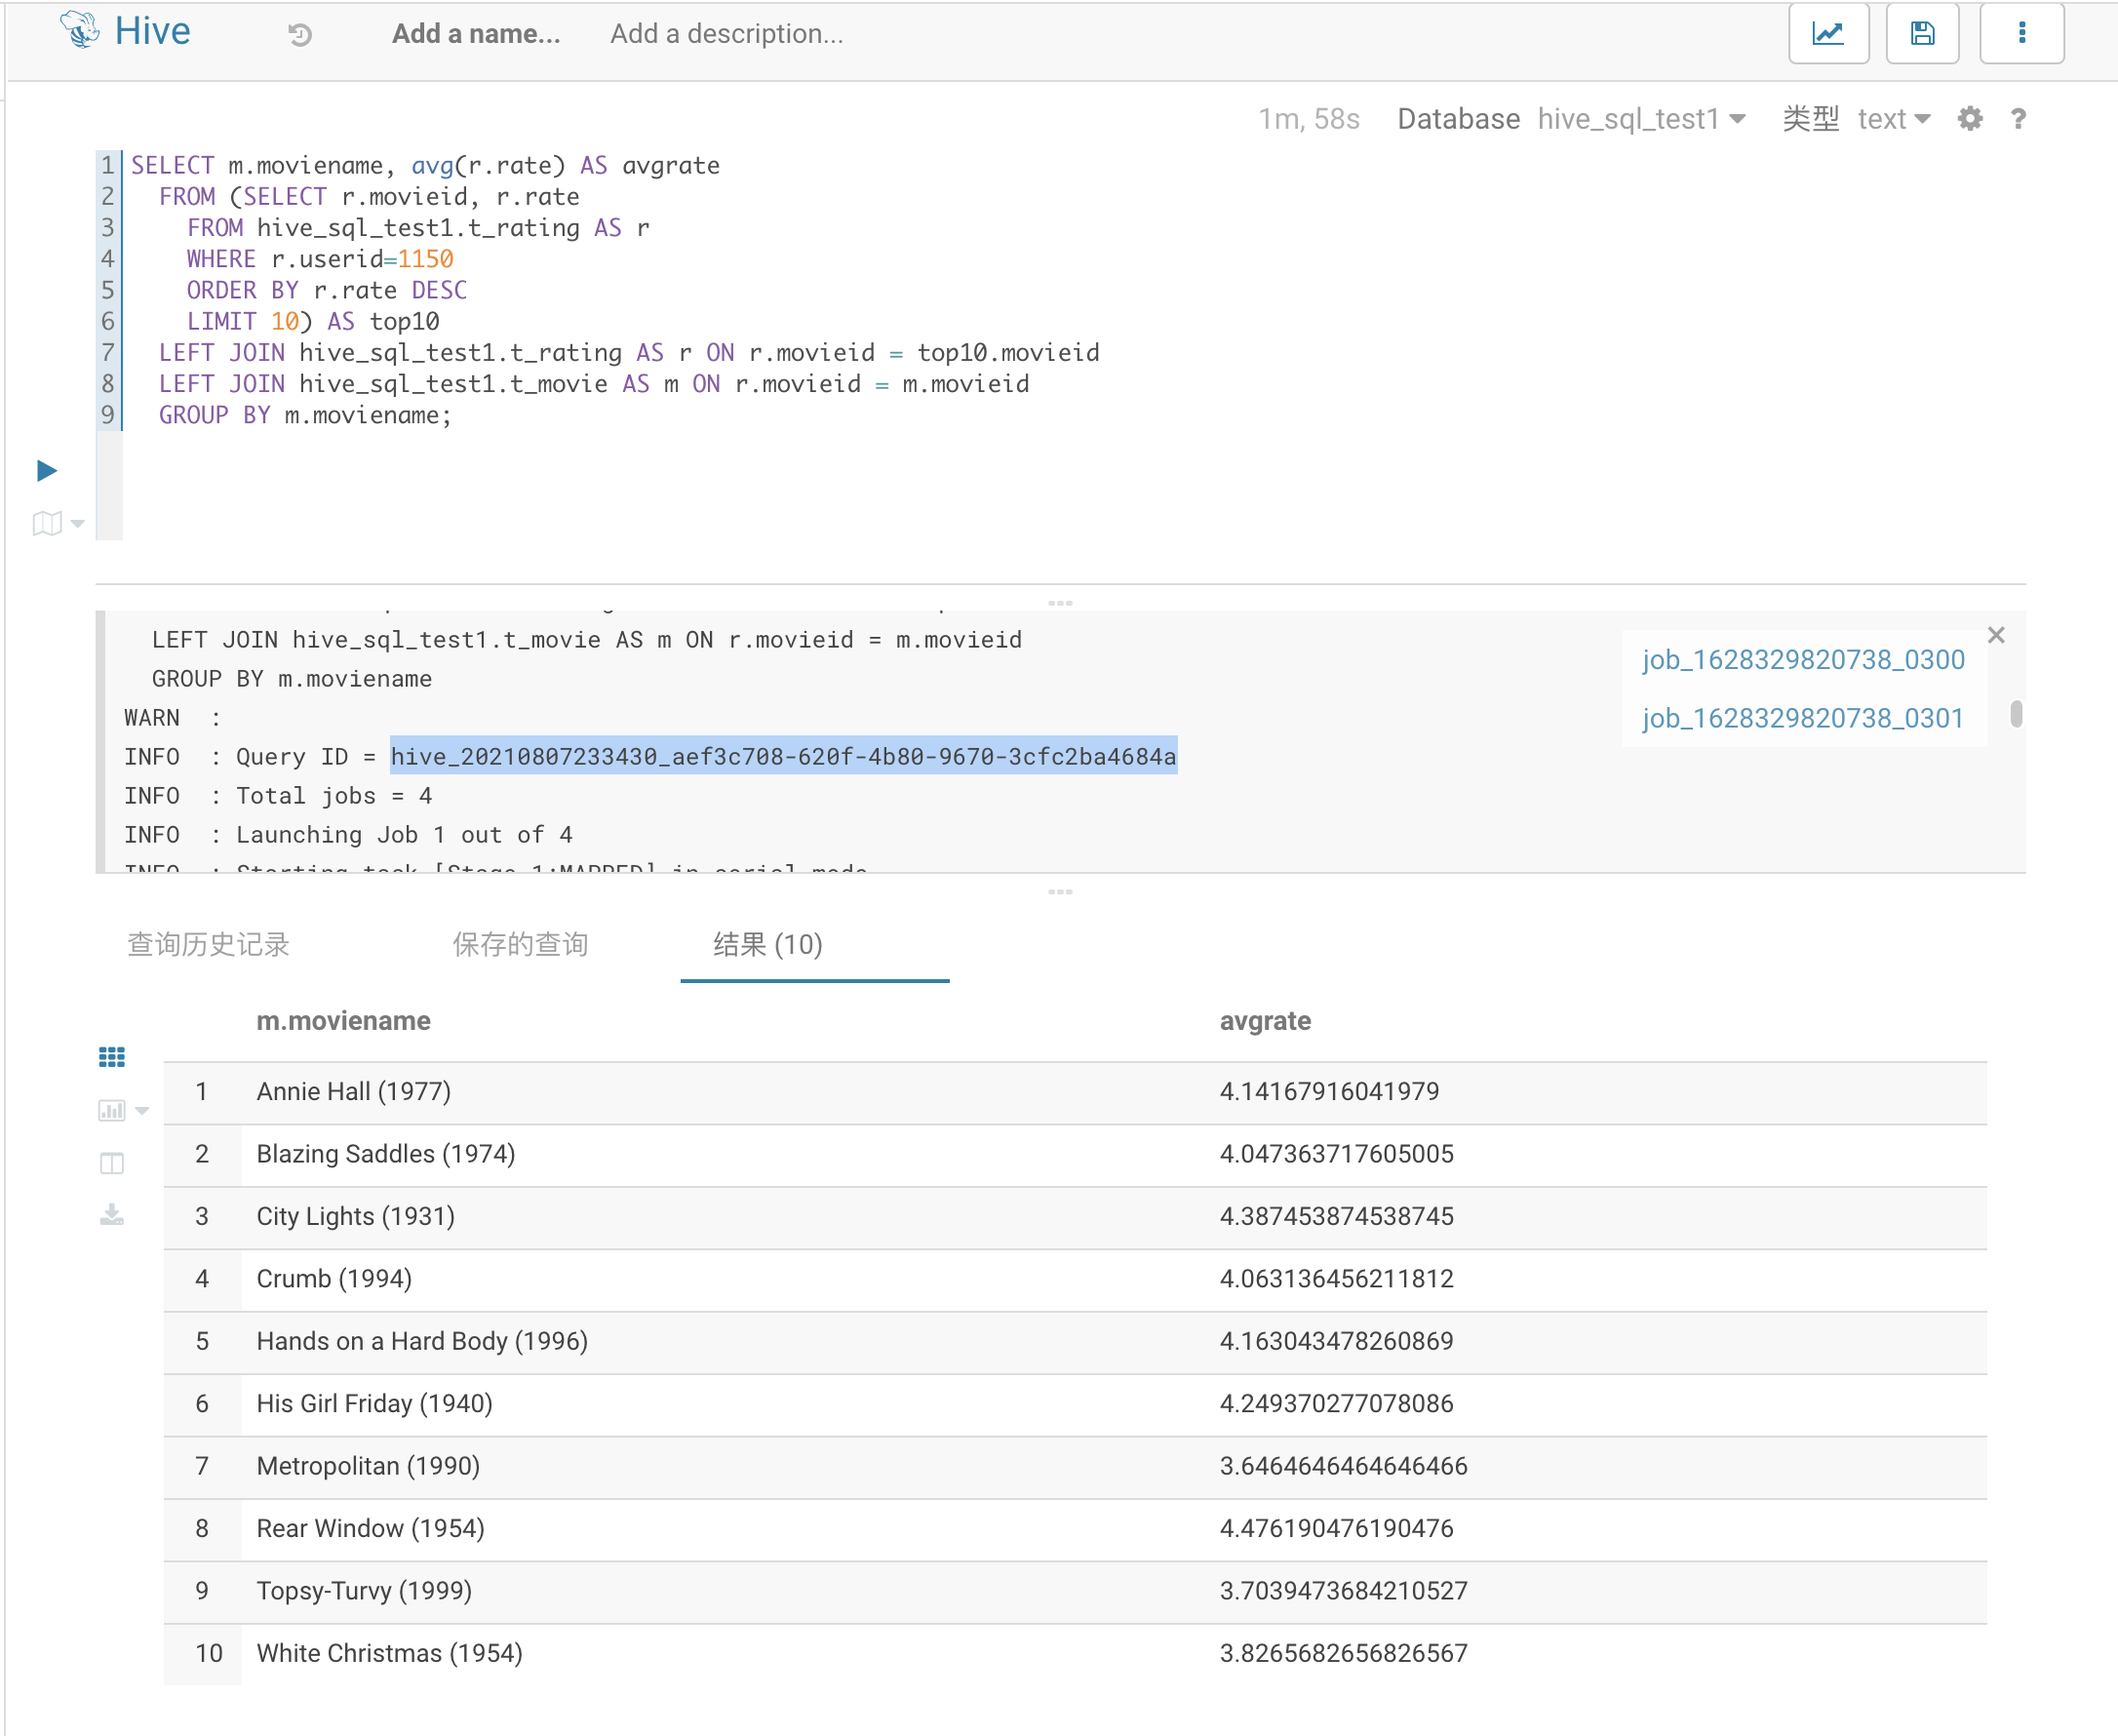 Hive Add a name... Add a description...
1m, 58s Database hive_sql_test1 类型 text ?
1 SELECT m.moviename, avg(r.rate) AS avgrate
2 FROM (SELECT r.movieid, r.rate
3 FROM hive_sql_test1.t_rating AS r
4 WHERE r.userid=1150
5 ORDER BY r.rate DESC
6 LIMIT 10) AS top10
7 LEFT JOIN hive_sql_test1.t_rating AS r ON r.movieid = top10.movieid
8 LEFT JOIN hive_sql_test1.t_movie AS m ON r.movieid = m.movieid
9 GROUP BY m.moviename;
LEFT JOIN hive_sql_test1.t_movie AS m ON r.movieid = m.movieid
GROUP BY m.moviename
WARN :
INFO : Query ID = hive_20210807233430_aef3c708-620f-4b80-9670-3cfc2ba4684a
INFO : Total jobs = 4
INFO : Launching Job 1 out of 4
INFO : Starting task [Stage-1:MAPRED] in serial mode
job_1628329820738_0300
job_1628329820738_0301
查询历史记录 保存的查询 结果 (10)
m.moviename avgrate
1 Annie Hall (1977) 4.14167916041979
2 Blazing Saddles (1974) 4.047363717605005
3 City Lights (1931) 4.387453874538745
4 Crumb (1994) 4.063136456211812
5 Hands on a Hard Body (1996) 4.163043478260869
6 His Girl Friday (1940) 4.249370277078086
7 Metropolitan (1990) 3.6464646464646466
8 Rear Window (1954) 4.476190476190476
9 Topsy-Turvy (1999) 3.7039473684210527
10 White Christmas (1954) 3.8265682656826567